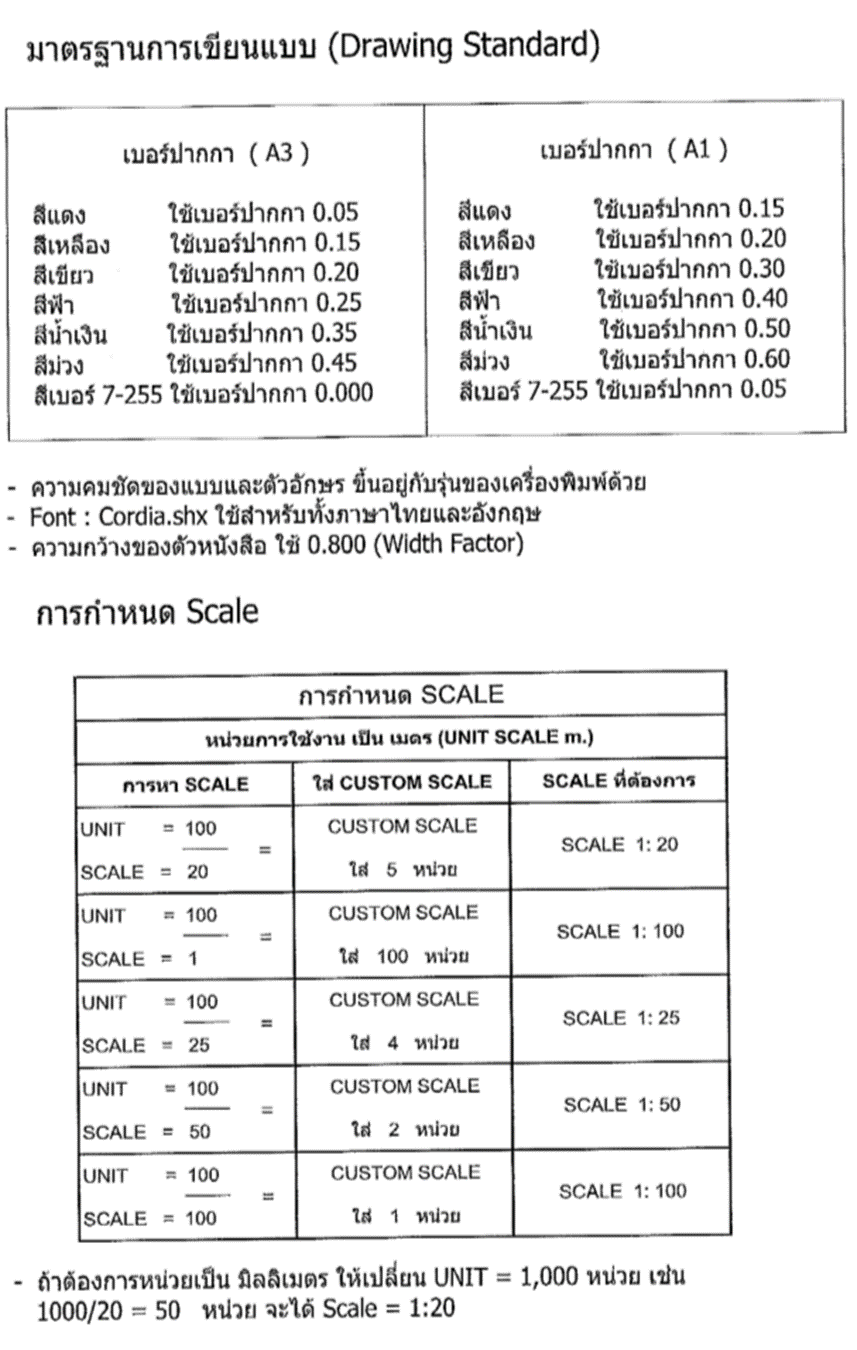 มาตรฐานการเขียนแบบ (Drawing Standard)
เบอร์ปากกา ( A3 )
สีแดง ใช้เบอร์ปากกา 0.05
สีเหลือง ใช้เบอร์ปากกา 0.15
สีเขียว ใช้เบอร์ปากกา 0.20
สีฟ้า ใช้เบอร์ปากกา 0.25
สีน้ำเงิน ใช้เบอร์ปากกา 0.35
สีม่วง ใช้เบอร์ปากกา 0.45
สีเบอร์ 7-255 ใช้เบอร์ปากกา 0.000
เบอร์ปากกา ( A1 )
สีแดง ใช้เบอร์ปากกา 0.15
สีเหลือง ใช้เบอร์ปากกา 0.20
สีเขียว ใช้เบอร์ปากกา 0.30
สีฟ้า ใช้เบอร์ปากกา 0.40
สีน้ำเงิน ใช้เบอร์ปากกา 0.50
สีม่วง ใช้เบอร์ปากกา 0.60
สีเบอร์ 7-255 ใช้เบอร์ปากกา 0.05
- ความคมชัดของแบบและตัวอักษร ขึ้นอยู่กับรุ่นของเครื่องพิมพ์ด้วย
- Font : Cordia.shx ใช้สำหรับทั้งภาษาไทยและอังกฤษ
- ความกว้างของตัวหนังสือ ใช้ 0.800 (Width Factor)
การกำหนด Scale
การกำหนด SCALE
หน่วยการใช้งาน เป็น เมตร (UNIT SCALE m.)
การหา SCALE ใส่ CUSTOM SCALE SCALE ที่ต้องการ
UNIT = 100 CUSTOM SCALE
= SCALE 1: 20
SCALE = 20 ใส่ 5 หน่วย
UNIT = 100 CUSTOM SCALE
= SCALE 1: 100
SCALE = 1 ใส่ 100 หน่วย
UNIT = 100 CUSTOM SCALE
= SCALE 1: 25
SCALE = 25 ใส่ 4 หน่วย
UNIT = 100 CUSTOM SCALE
= SCALE 1: 50
SCALE = 50 ใส่ 2 หน่วย
UNIT = 100 CUSTOM SCALE
= SCALE 1: 100
SCALE = 100 ใส่ 1 หน่วย
- ถ้าต้องการหน่วยเป็น มิลลิเมตร ให้เปลี่ยน UNIT = 1,000 หน่วย เช่น
1000/20 = 50 หน่วย จะได้ Scale = 1:20